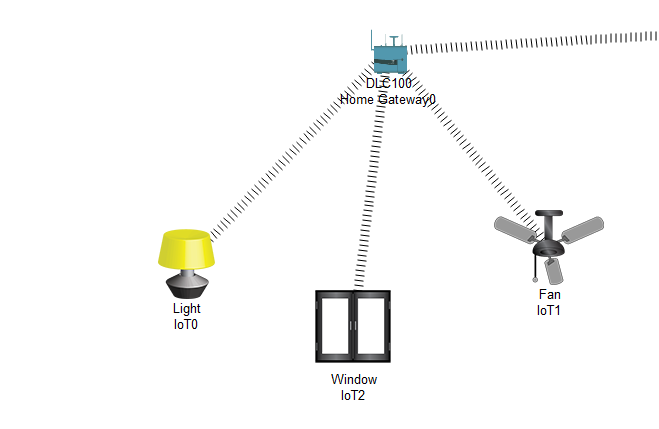 DLC100
Home Gateway0
Light
IoT0
Fan
IoT1
Window
IoT2